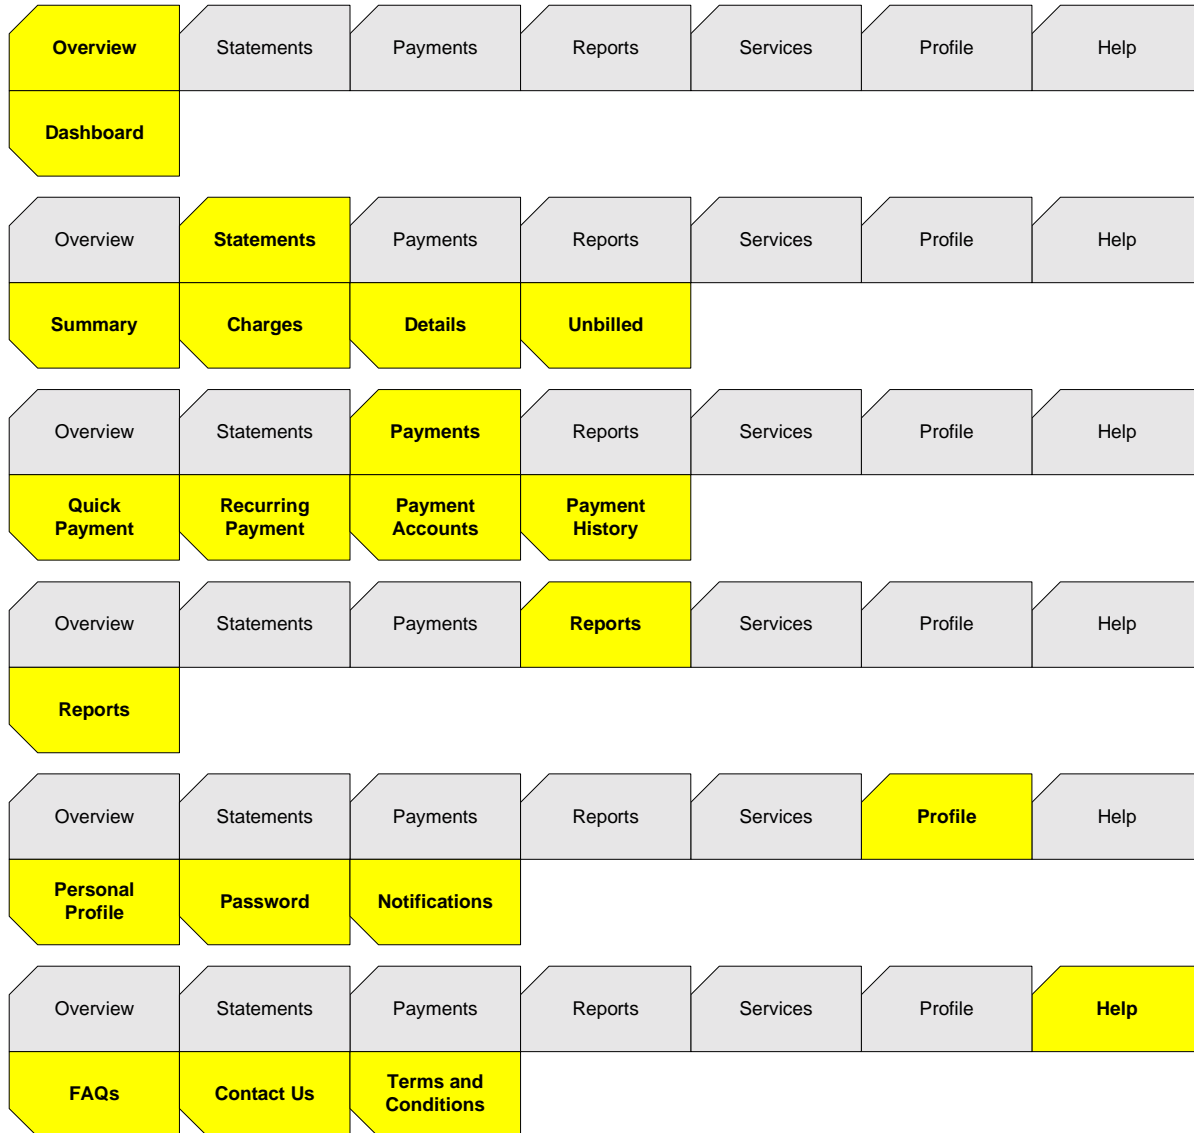 Overview Statements Payments Reports Services Profile Help
Dashboard
Overview Statements Payments Reports Services Profile Help
Summary Charges Details Unbilled
Overview Statements Payments Reports Services Profile Help
Quick Payment Recurring Payment Payment Accounts Payment History
Overview Statements Payments Reports Services Profile Help
Reports
Overview Statements Payments Reports Services Profile Help
Personal Profile Password Notifications
Overview Statements Payments Reports Services Profile Help
FAQs Contact Us Terms and Conditions